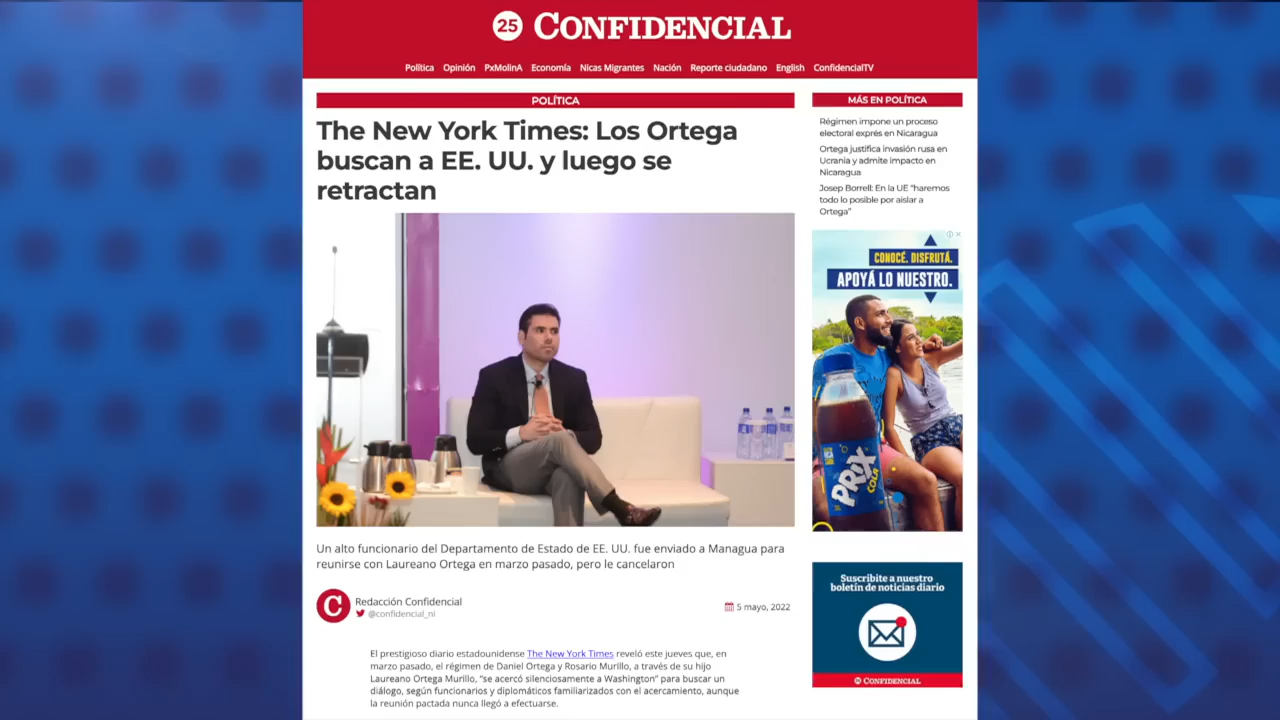 25 CONFIDENCIAL
Política Opinión PxMolinA Economía Nicas Migrantes Nación Reporte ciudadano English ConfidencialTV
POLÍTICA
The New York Times: Los Ortega
buscan a EE. UU. y luego se
retractan
Un alto funcionario del Departamento de Estado de EE. UU. fue enviado a Managua para
reunirse con Laureano Ortega en marzo pasado, pero le cancelaron
C
Redacción Confidencial
@confidencial_ni
5 mayo, 2022
El prestigioso diario estadounidense The New York Times reveló este jueves que, en
marzo pasado, el régimen de Daniel Ortega y Rosario Murillo, a través de su hijo
Laureano Ortega Murillo, “se acercó silenciosamente a Washington” para buscar un
diálogo, según funcionarios y diplomáticos familiarizados con el acercamiento, aunque
la reunión pactada nunca llegó a efectuarse.
MÁS EN POLÍTICA
Régimen impone un proceso
electoral exprés en Nicaragua
Ortega justifica invasión rusa en
Ucrania y admite impacto en
Nicaragua
Josep Borrell: En la UE “haremos
todo lo posible por aislar a
Ortega”
CONOCÉ. DISFRUTÁ.
APOYÁ LO NUESTRO.
PRIX
COLA
Suscribite a nuestro
boletín de noticias diario
CONFIDENCIAL